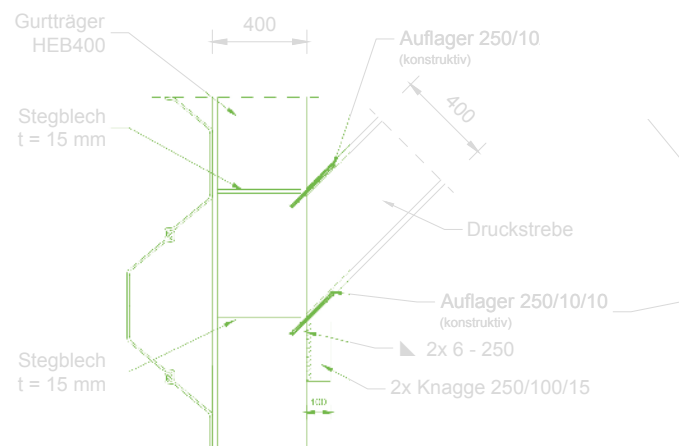 Gurtträger
HEB400
400
Auflager 250/10
(konstruktiv)
400
Stegblech
t = 15 mm
Druckstrebe
Auflager 250/10/10
(konstruktiv)
2x 6 - 250
Stegblech
t = 15 mm
2x Knagge 250/100/15
100